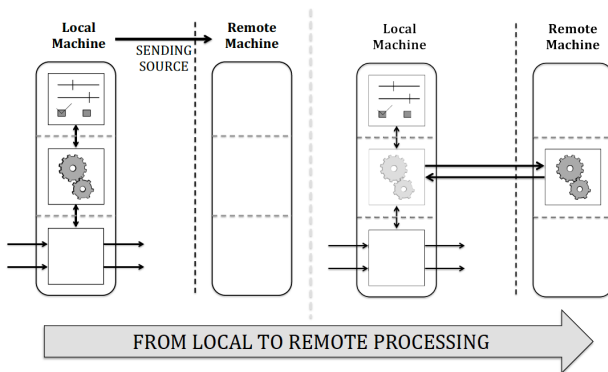 Local
Machine
SENDING
SOURCE
Remote
Machine
Local
Machine
Remote
Machine
FROM LOCAL TO REMOTE PROCESSING